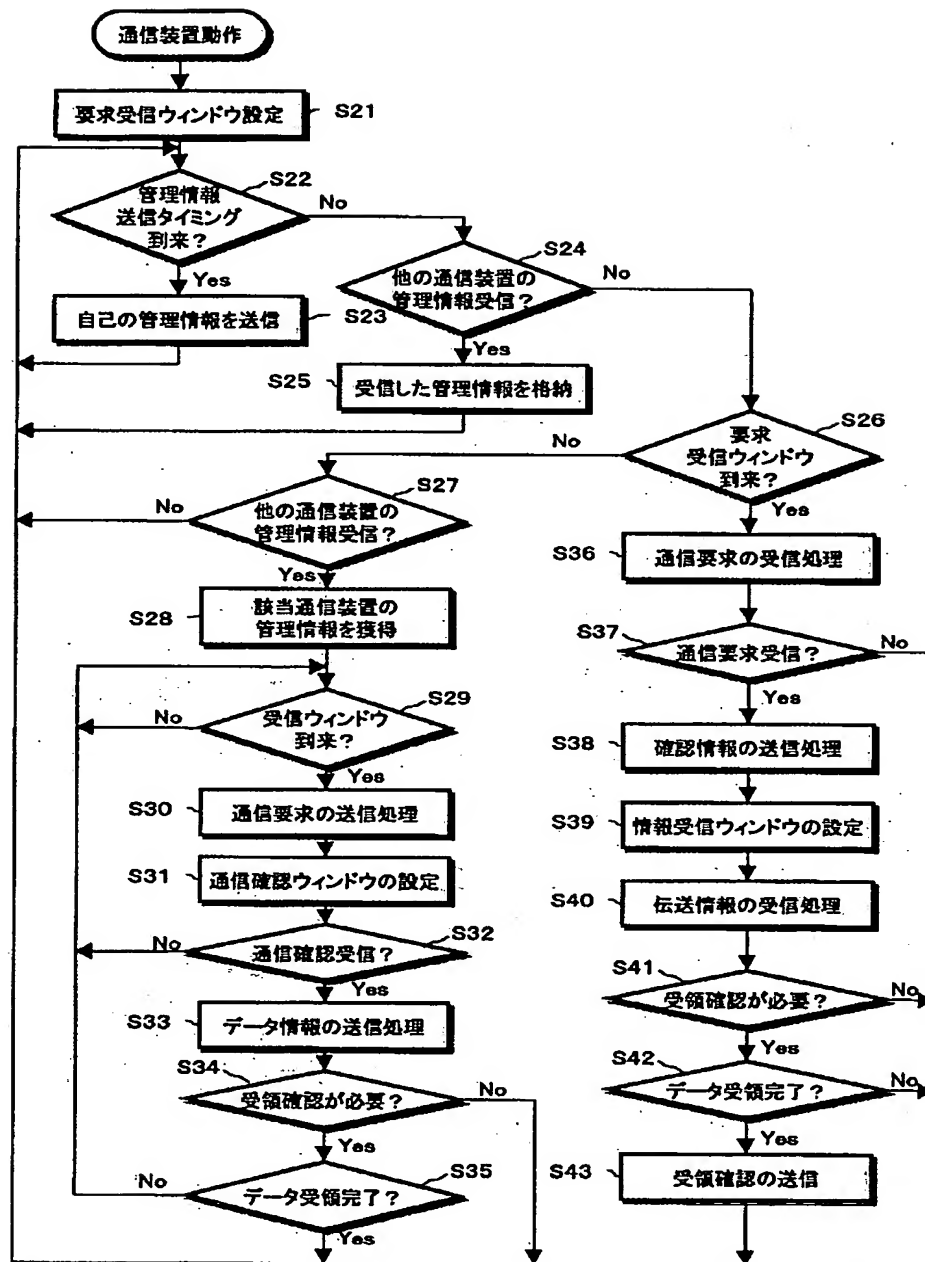 通信装置動作
要求受信ウィンドウ設定
S21
管理情報
送信タイミング
到来?
S22
No
Yes
自己の管理情報を送信
S23
他の通信装置の
管理情報受信?
S24
No
Yes
S25
受信した管理情報を格納
要求
受信ウィンドウ
到来?
S26
No
Yes
他の通信装置の
管理情報受信?
S27
No
Yes
S28
該当通信装置の
管理情報を獲得
受信ウィンドウ
到来?
S29
No
Yes
S30
通信要求の送信処理
S31
通信確認ウィンドウの設定
通信確認受信?
S32
No
Yes
S33
データ情報の送信処理
S34
受領確認が必要?
No
Yes
データ受領完了?
S35
No
Yes
S36
通信要求の受信処理
S37
通信要求受信?
No
Yes
S38
確認情報の送信処理
S39
情報受信ウィンドウの設定
S40
伝送情報の受信処理
S41
受領確認が必要?
No
Yes
S42
データ受領完了?
No
Yes
S43
受領確認の送信